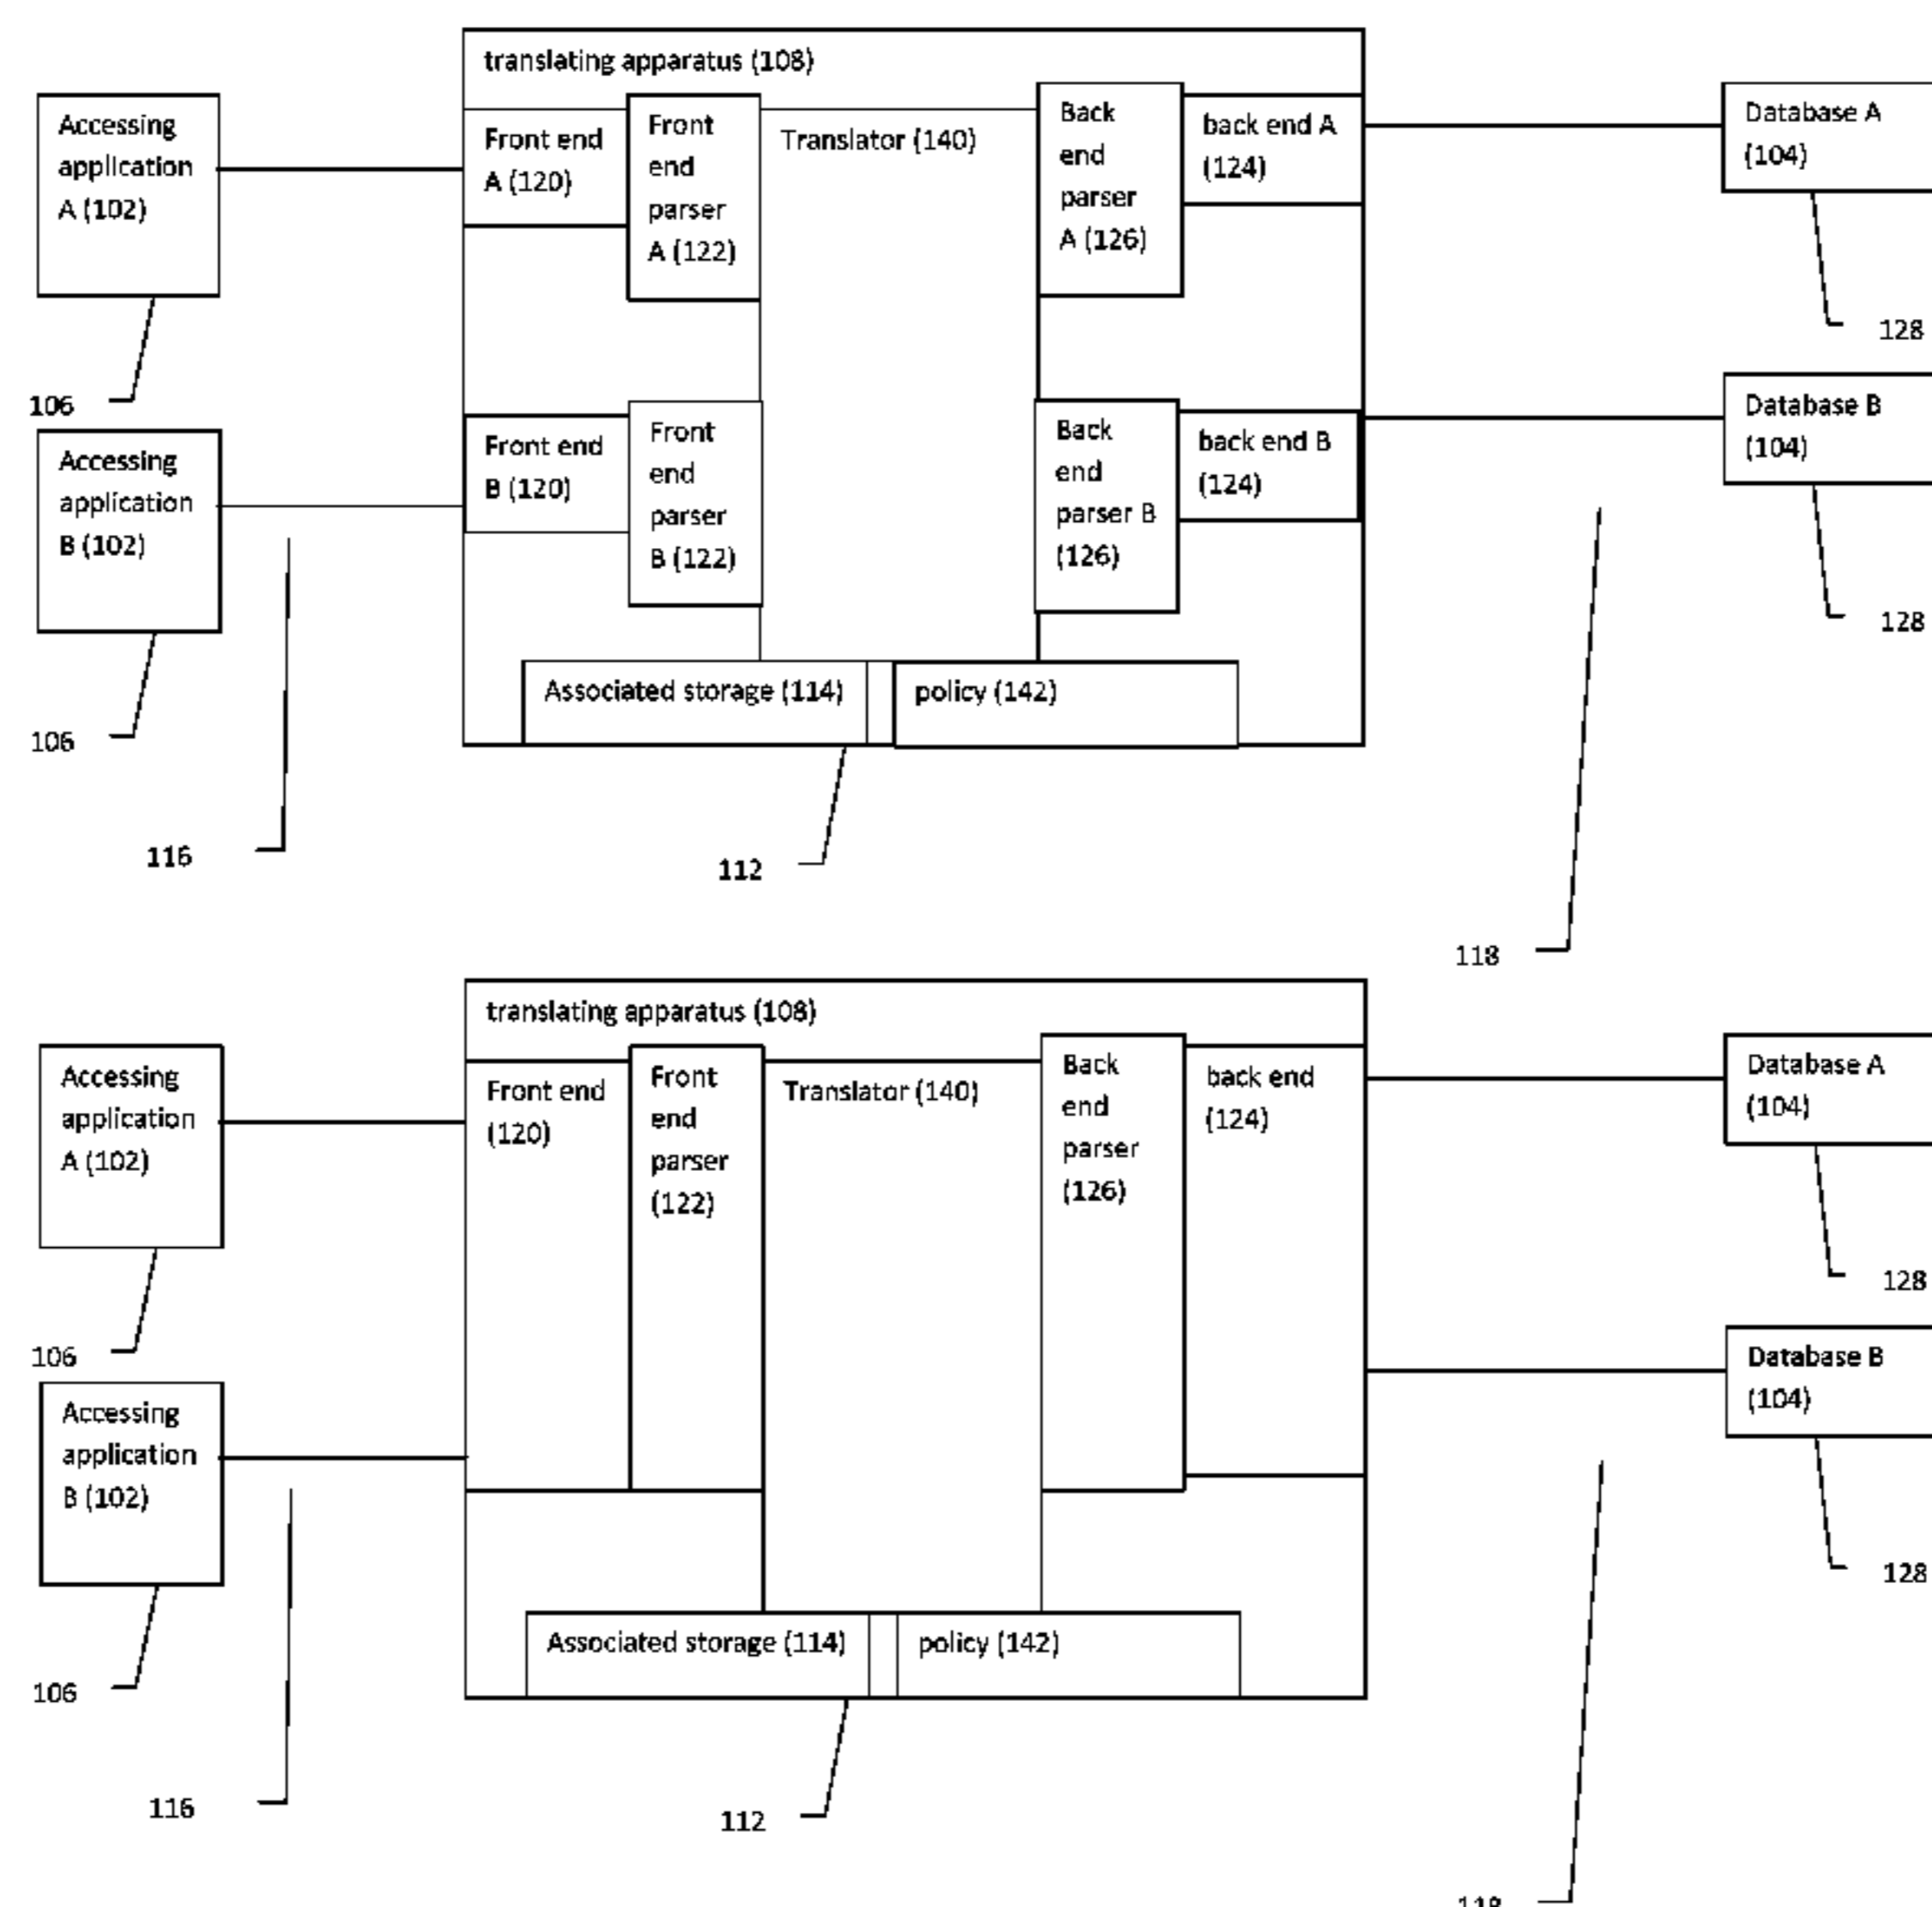 translating apparatus (108)
Accessing
application
A (102)
Front end
A (120)
Front
end
parser
A (122)
Translator (140)
Back
end
parser
A (126)
back end A
(124)
Database A
(104)
128
106
Accessing
application
B (102)
Front end
B (120)
Front
end
parser
B (122)
Back
end
parser B
(126)
back end B
(124)
Database B
(104)
128
Associated storage (114)
policy (142)
106
116
112
118
translating apparatus (108)
Accessing
application
A (102)
Front end
(120)
Front
end
parser
(122)
Translator (140)
Back
end
parser
(126)
back end
(124)
Database A
(104)
128
106
Accessing
application
B (102)
Database B
(104)
128
Associated storage (114)
policy (142)
106
116
112
118